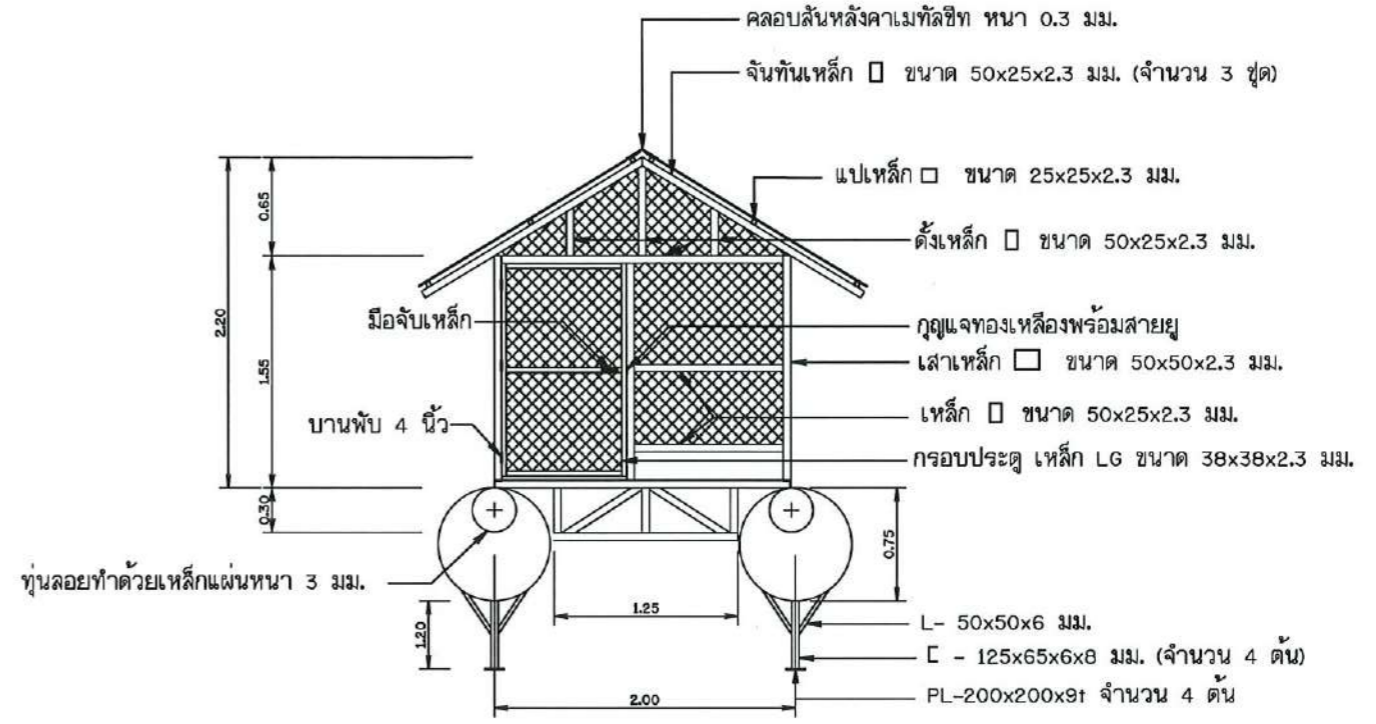 คลอบสันหลังคาเมทัลชีท หนา 0.3 มม.
จันทันเหล็ก ขนาด 50x25x2.3 มม. (จำนวน 3 ชุด)
แปเหล็ก ขนาด 25x25x2.3 มม.
ดั้งเหล็ก ขนาด 50x25x2.3 มม.
มือจับเหล็ก
กุญแจทองเหลืองพร้อมสายยู
เสาเหล็ก ขนาด 50x50x2.3 มม.
เหล็ก ขนาด 50x25x2.3 มม.
บานพับ 4 นิ้ว
กรอบประตู เหล็ก LG ขนาด 38x38x2.3 มม.
ทุ่นลอยทำด้วยเหล็กแผ่นหนา 3 มม.
L- 50x50x6 มม.
[ - 125x65x6x8 มม. (จำนวน 4 ต้น)
PL-200x200x9t จำนวน 4 ต้น
0.65
2.20
1.55
0.30
0.75
1.25
1.20
2.00